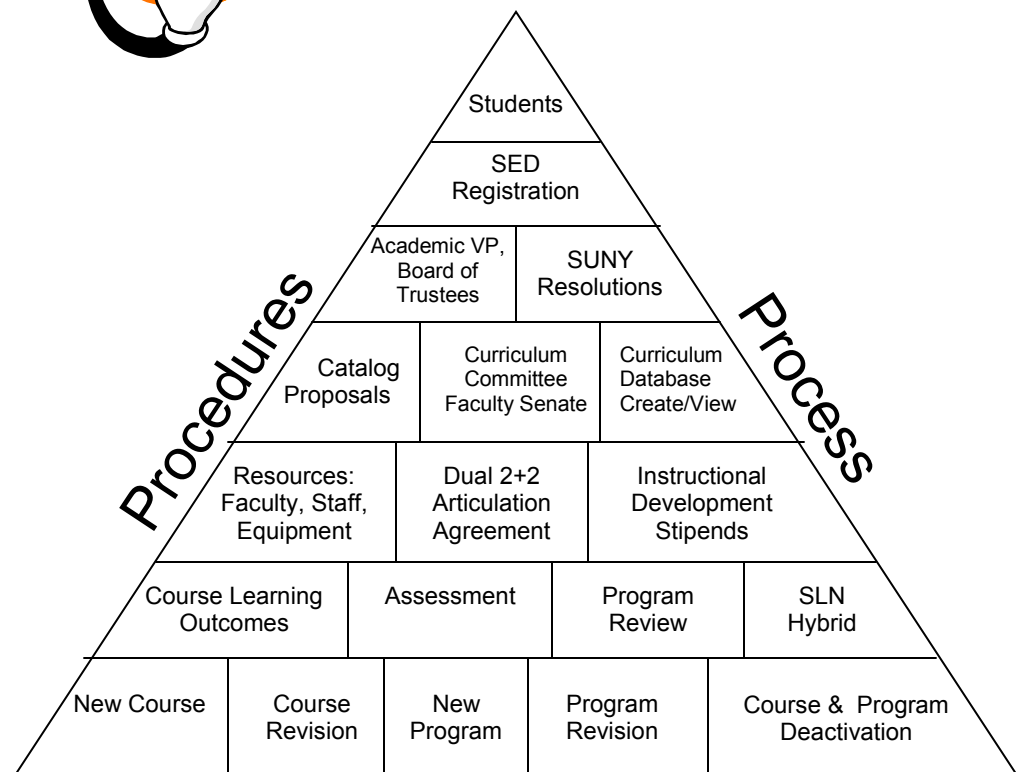 Students
SED
Registration
Academic VP,
Board of
Trustees
SUNY
Resolutions
Procedures
Process
Catalog
Proposals
Curriculum
Committee
Faculty Senate
Curriculum
Database
Create/View
Resources:
Faculty, Staff,
Equipment
Dual 2+2
Articulation
Agreement
Instructional
Development
Stipends
Course Learning
Outcomes
Assessment
Program
Review
SLN
Hybrid
New Course
Course
Revision
New
Program
Program
Revision
Course & Program
Deactivation